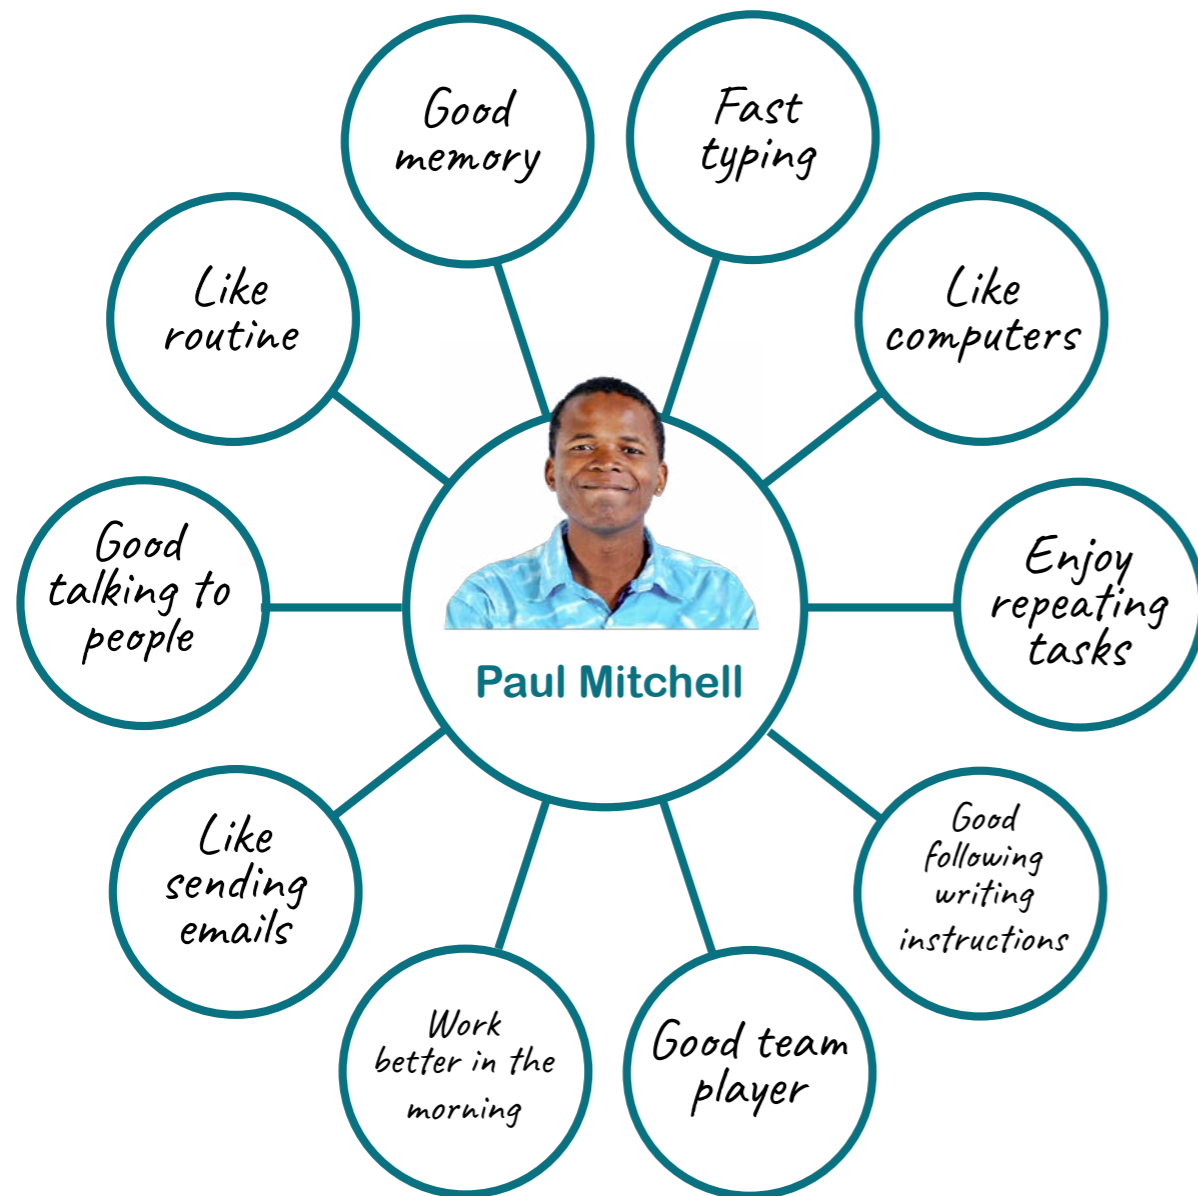 Good
memory
Fast
typing
Like
routine
Like
computers
Good
talking to
people
Enjoy
repeating
tasks
Paul Mitchell
Like
sending
emails
Good
following
writing
instructions
Work
better in the
morning
Good team
player